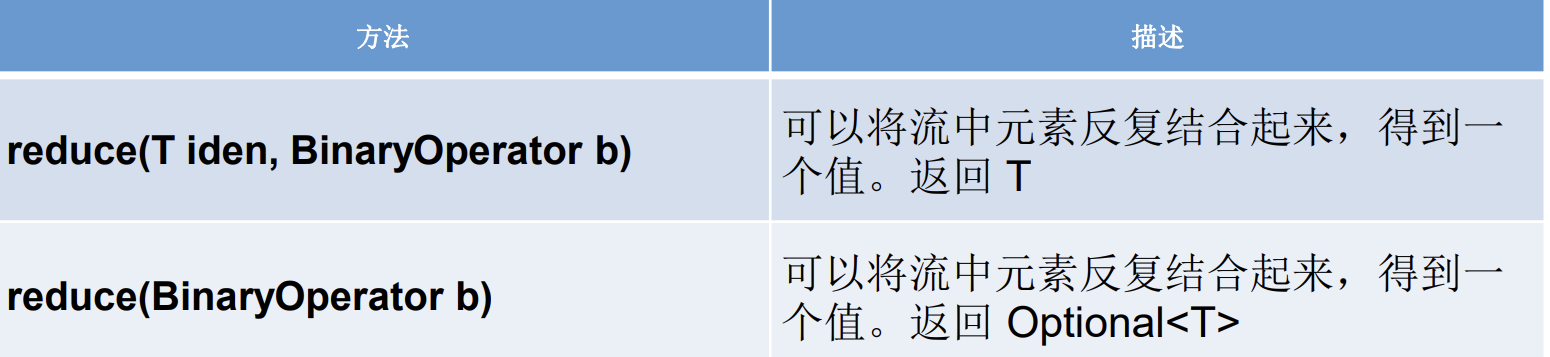 方法
描述
reduce(T iden, BinaryOperator b)
可以将流中元素反复结合起来，得到一
个值。返回 T
reduce(BinaryOperator b)
可以将流中元素反复结合起来，得到一
个值。返回 Optional<T>